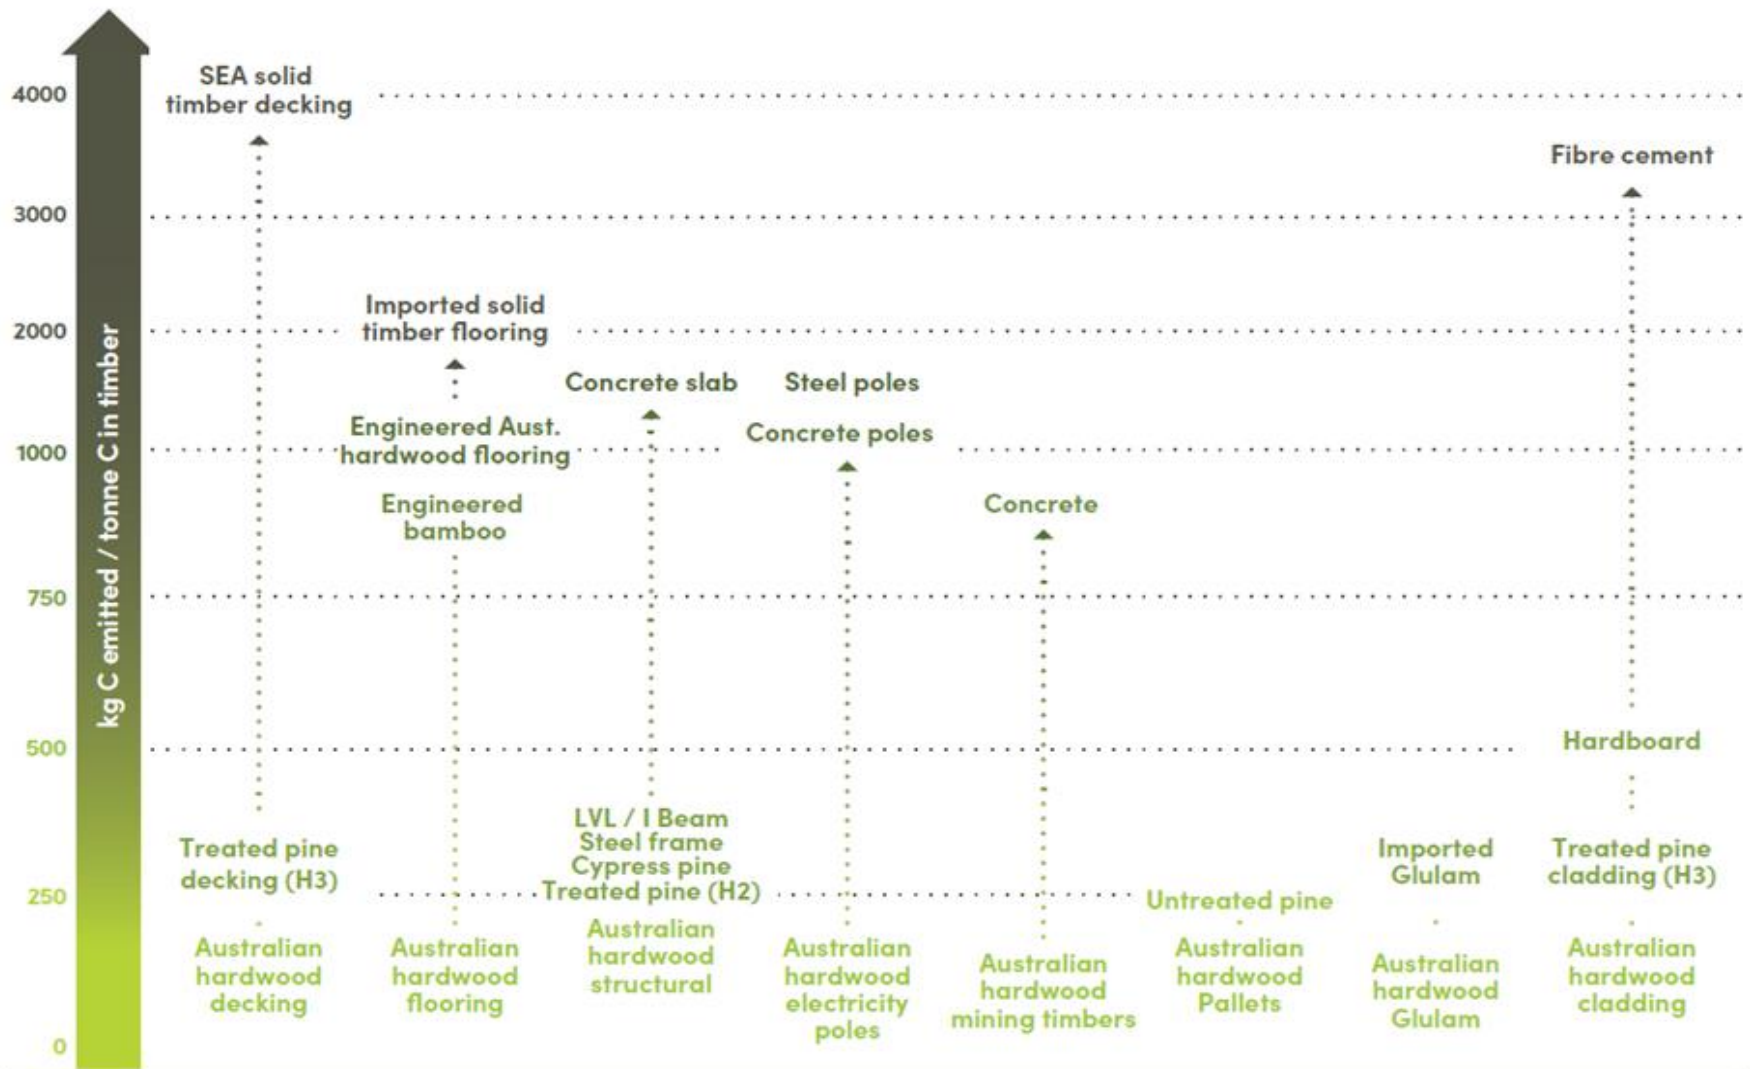 kg C emitted / tonne C in timber
4000
3000
2000
1000
750
500
250
0
SEA solid
timber decking
Treated pine
decking (H3)
Australian
hardwood
decking
Imported solid
timber flooring
Engineered Aust.
hardwood flooring
Engineered
bamboo
Australian
hardwood
flooring
Concrete slab
LVL / I Beam
Steel frame
Cypress pine
Treated pine (H2)
Australian
hardwood
structural
Steel poles
Concrete poles
Australian
hardwood
electricity
poles
Concrete
Australian
hardwood
mining timbers
Untreated pine
Australian
hardwood
Pallets
Imported
Glulam
Australian
hardwood
Glulam
Fibre cement
Hardboard
Treated pine
cladding (H3)
Australian
hardwood
cladding